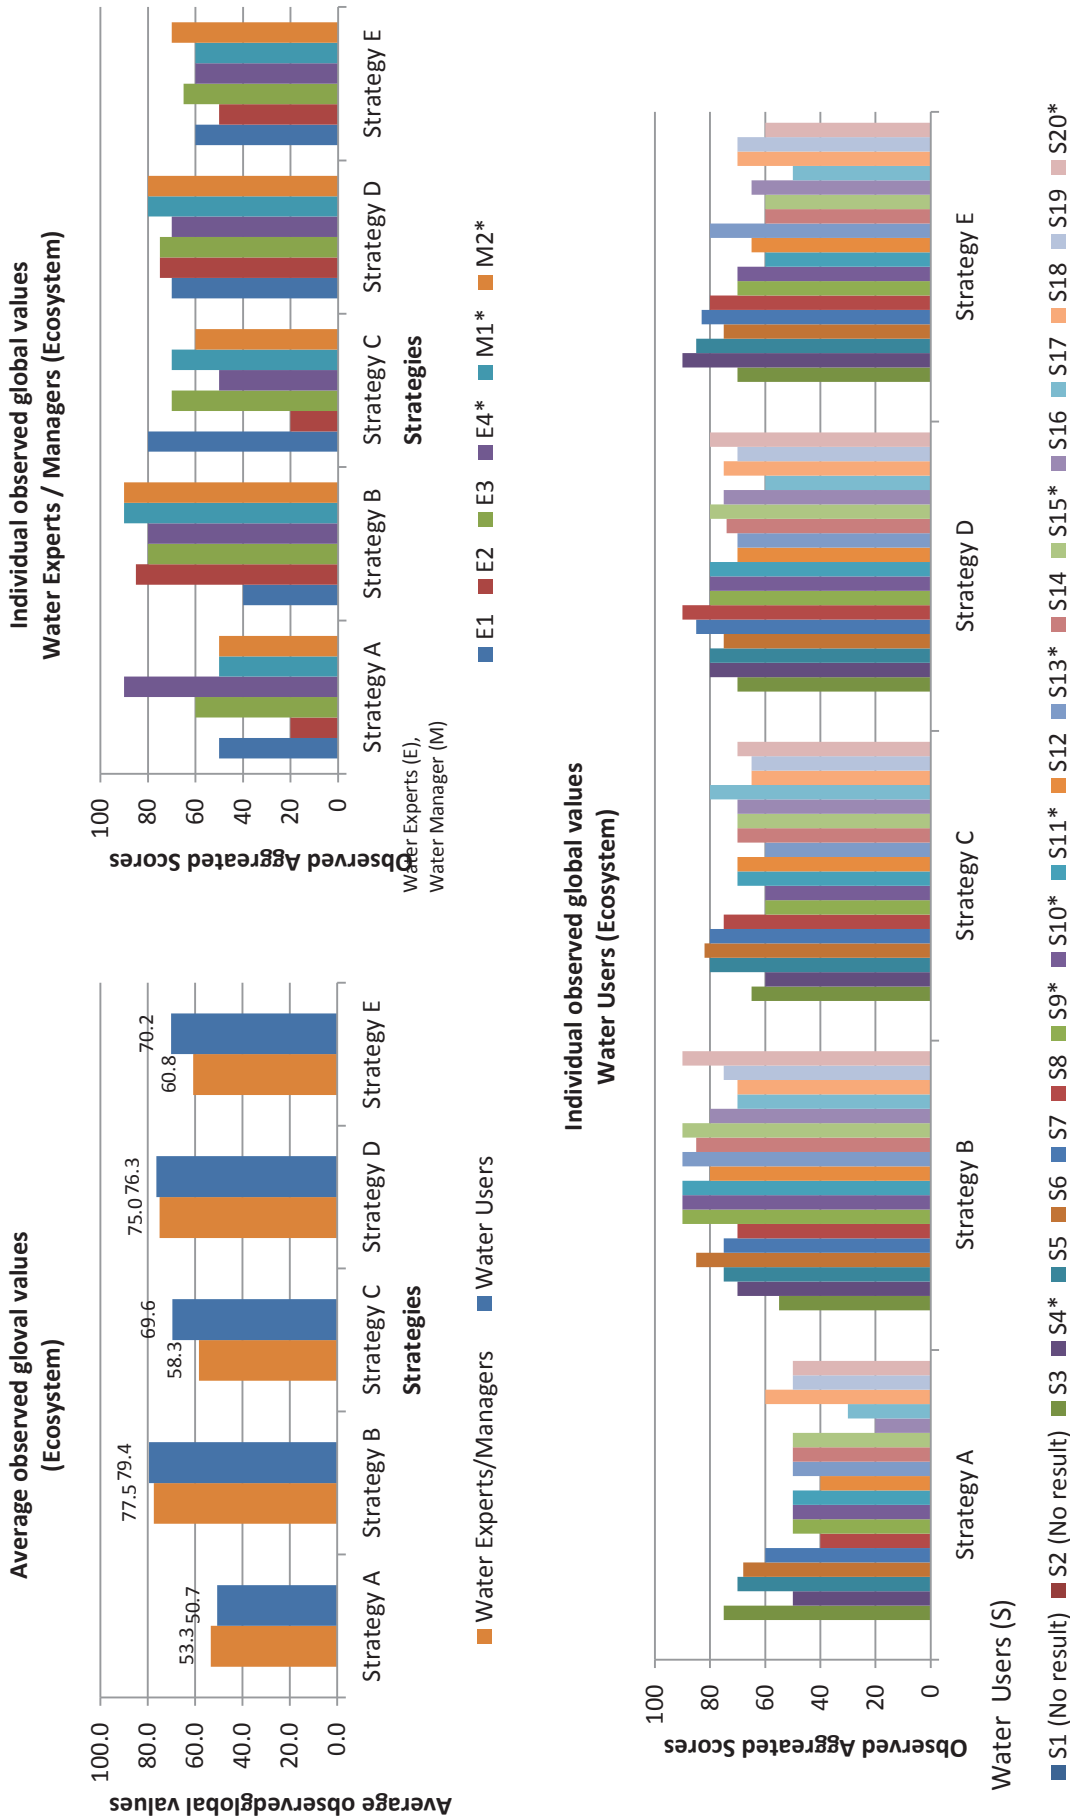 Average observed gloval values
(Ecosystem)
Average observedglobal values
100.0
80.0
60.0
40.0
20.0
0.0
53.3
50.7
77.5
79.4
58.3
69.6
75.0
76.3
60.8
70.2
Strategy A
Strategy B
Strategy C
Strategy D
Strategy E
Strategies
Water Experts/Managers
Water Users
Individual observed global values
Water Experts / Managers (Ecosystem)
Observed Aggreated Scores
100
80
60
40
20
0
Strategy A
Strategy B
Strategy C
Strategy D
Strategy E
Strategies
Water Experts (E),
Water Manager (M)
E1
E2
E3
E4*
M1*
M2*
Individual observed global values
Water Users (Ecosystem)
Observed Aggreated Scores
100
80
60
40
20
0
Strategy A
Strategy B
Strategy C
Strategy D
Strategy E
Water Users (S)
S1 (No result)
S2 (No result)
S3
S4*
S5
S6
S7
S8
S9*
S10*
S11*
S12
S13*
S14
S15*
S16
S17
S18
S19
S20*